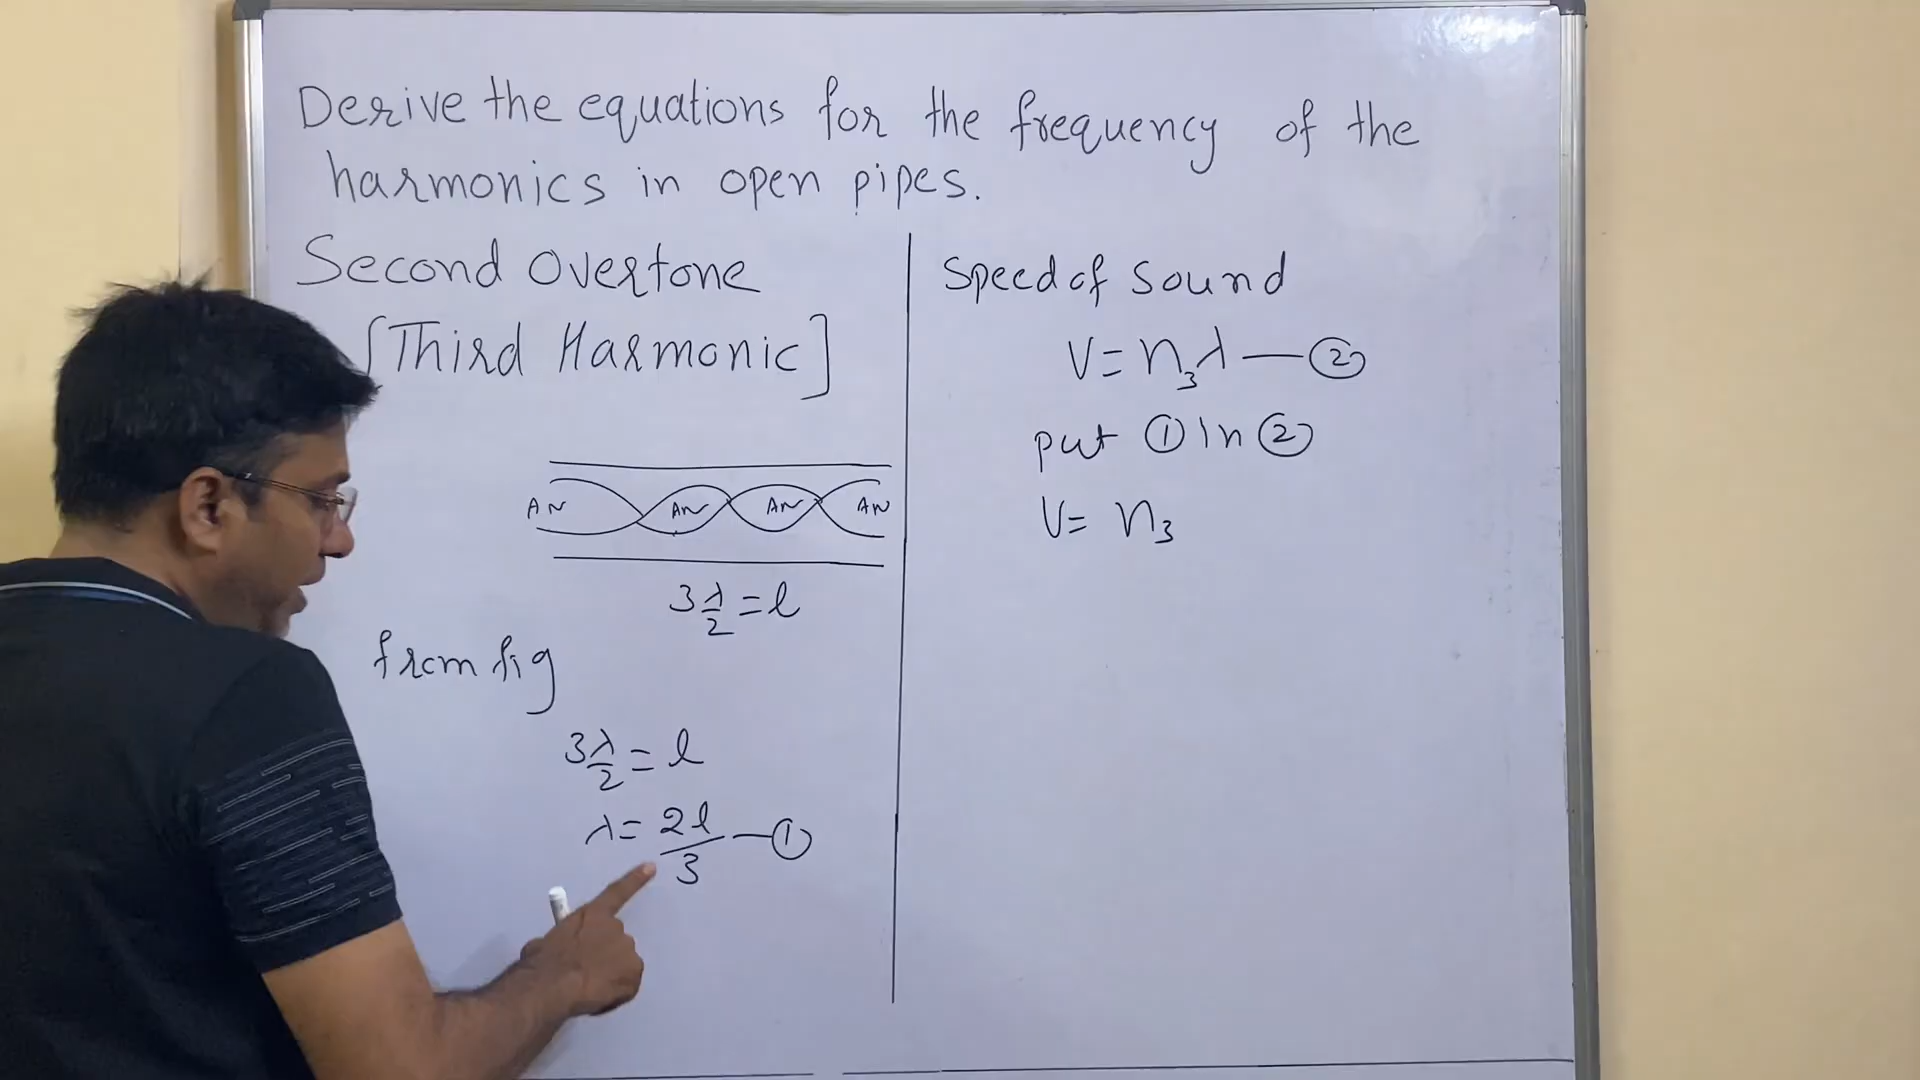 Derive the equations for the frequency of the
harmonics in open pipes.
Second Overtone
[Third Harmonic]
AN AN AN AN
3λ/2 = l
from fig
3λ/2 = l
λ = 2l/3 — ①
Speed of Sound
V = n₃λ — ②
put ① in ②
V = n₃